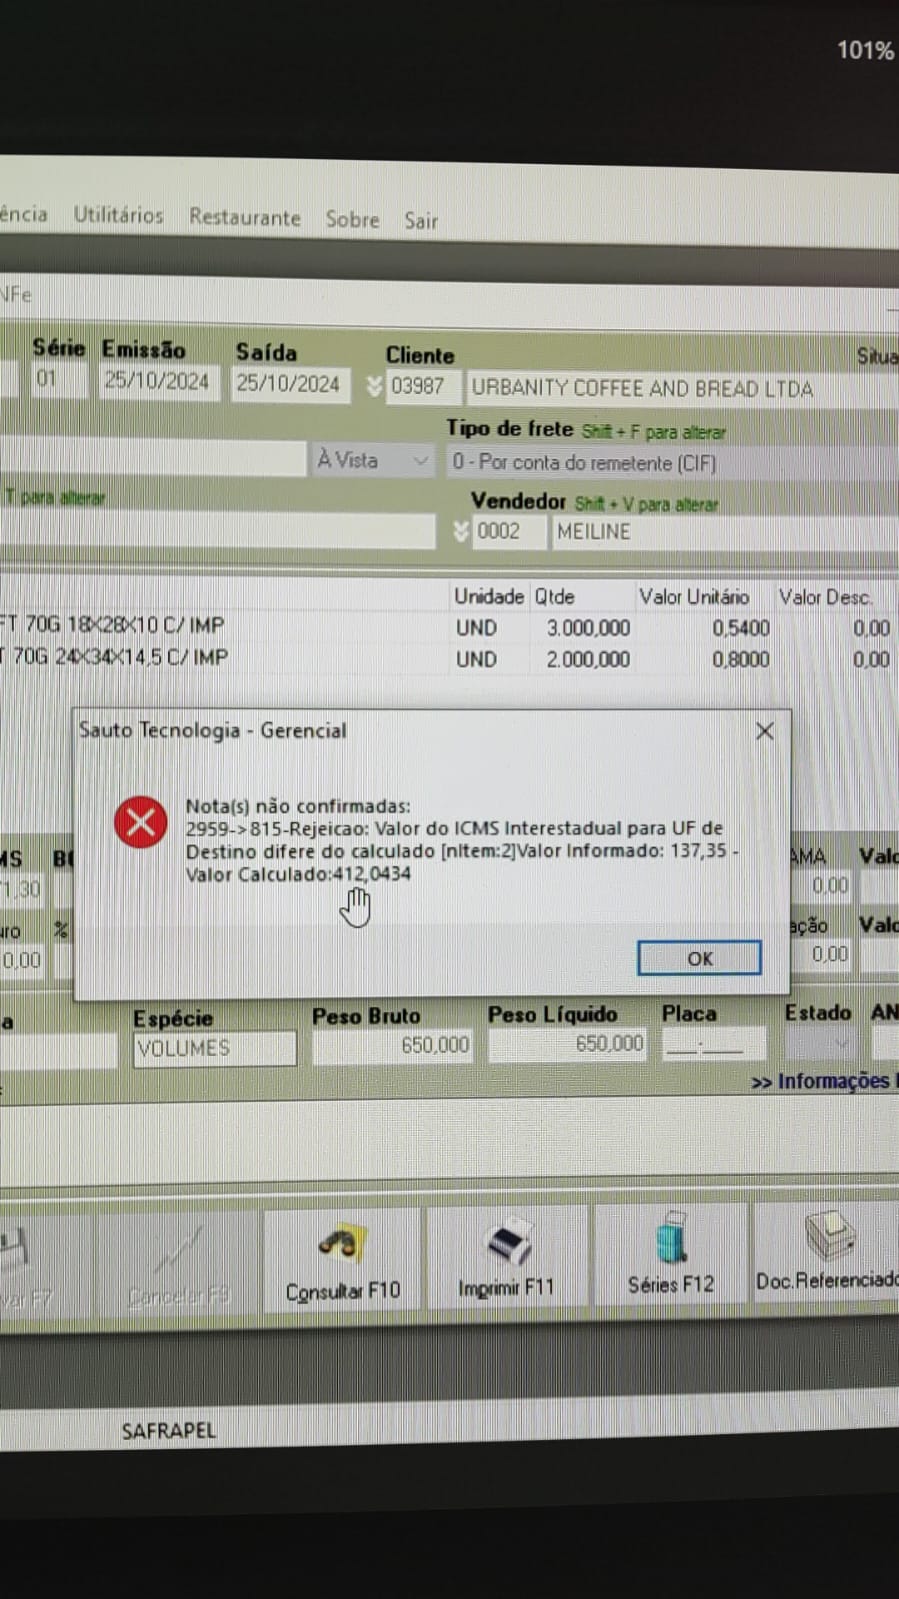 101%
ência Utilitários Restaurante Sobre Sair
NFe
Série Emissão Saída Cliente Situa
01 25/10/2024 25/10/2024 03987 URBANITY COFFEE AND BREAD LTDA
Tipo de frete Shift + F para alterar
À Vista 0 - Por conta do remetente (CIF)
T para alterar Vendedor Shift + V para alterar
0002 MEILINE
Unidade Qtde Valor Unitário Valor Desc.
FT 70G 18X28X10 C/ IMP UND 3.000,000 0,5400 0,00
T 70G 24X34X14,5 C/ IMP UND 2.000,000 0,8000 0,00
Sauto Tecnologia - Gerencial
Nota(s) não confirmadas:
2959->815-Rejeicao: Valor do ICMS Interestadual para UF de
Destino difere do calculado [nItem:2]Valor Informado: 137,35 -
Valor Calculado:412,0434
MS AMA Valo
1,30 0,00
uro % ação Valo
0,00 0,00
OK
a Espécie Peso Bruto Peso Líquido Placa Estado AN
VOLUMES 650,000 650,000
>> Informações
var F7 Cancelar F9 Consultar F10 Imprimir F11 Séries F12 Doc.Referenciado
SAFRAPEL